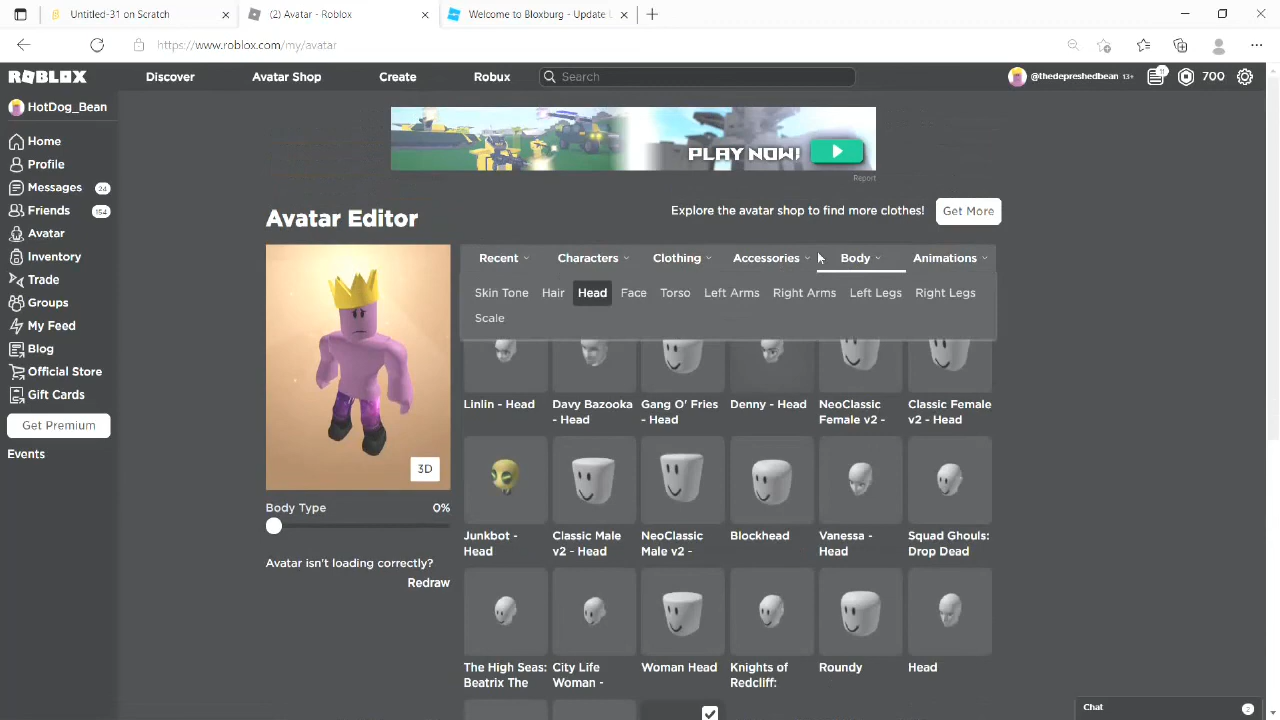 Untitled-31 on Scratch
(2) Avatar - Roblox
Welcome to Bloxburg - Update
https://www.roblox.com/my/avatar
ROBLOX
Discover
Avatar Shop
Create
Robux
Search
@thedepreshedbean 13+
700
HotDog_Bean
Home
Profile
Messages 24
Friends 154
Avatar
Inventory
Trade
Groups
My Feed
Blog
Official Store
Gift Cards
Get Premium
Events
PLAY NOW!
Report
Avatar Editor
Explore the avatar shop to find more clothes!
Get More
Recent
Characters
Clothing
Accessories
Body
Animations
Skin Tone
Hair
Head
Face
Torso
Left Arms
Right Arms
Left Legs
Right Legs
Scale
3D
Body Type 0%
Avatar isn't loading correctly?
Redraw
Linlin - Head
Davy Bazooka
- Head
Gang O' Fries
- Head
Denny - Head
NeoClassic
Female v2 -
Classic Female
v2 - Head
Junkbot -
Head
Classic Male
v2 - Head
NeoClassic
Male v2 -
Blockhead
Vanessa -
Head
Squad Ghouls:
Drop Dead
The High Seas:
Beatrix The
City Life
Woman -
Woman Head
Knights of
Redcliff:
Roundy
Head
Chat
2